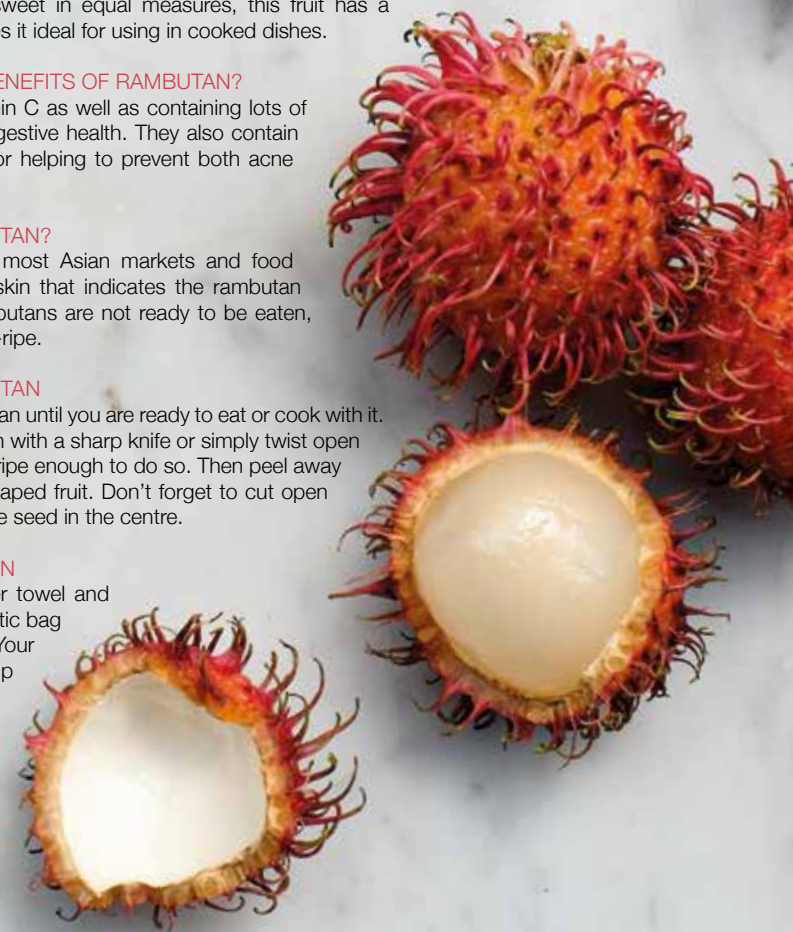 sweet in equal measures, this fruit has a
s it ideal for using in cooked dishes.
ENEFITS OF RAMBUTAN?
in C as well as containing lots of
gestive health. They also contain
or helping to prevent both acne
TAN?
most Asian markets and food
skin that indicates the rambutan
butans are not ready to be eaten,
-ripe.
TAN
an until you are ready to eat or cook with it.
n with a sharp knife or simply twist open
ripe enough to do so. Then peel away
aped fruit. Don’t forget to cut open
e seed in the centre.
N
er towel and
tic bag
Your
p